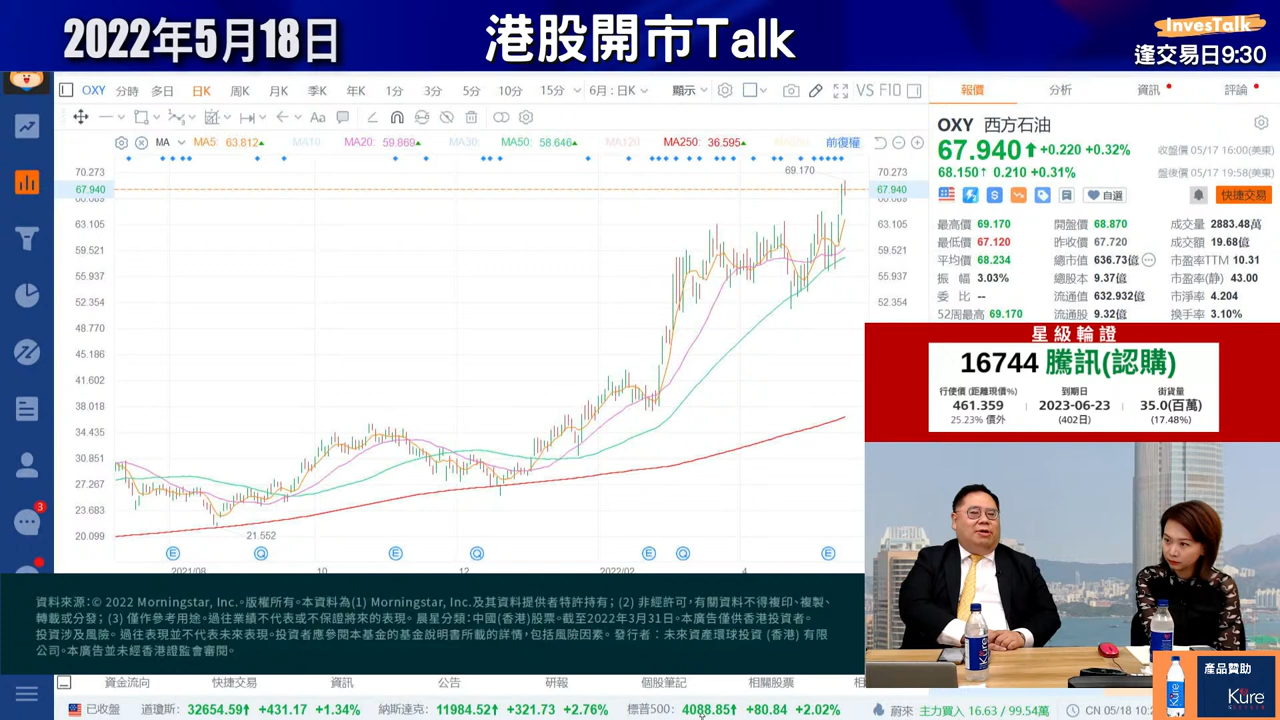 2022年5月18日
港股開市Talk
InvesTalk
逢交易日9:30
OXY 分時 多日 日K 周K 月K 季K 年K 1分 3分 5分 10分 15分 6月：日K 顯示 VS F10
報價 分析 資訊 評論
Aa
MA MA5: 63.812 MA10: MA20: 59.869 MA30: MA50: 58.646 MA120: MA250: 36.595 前復權
OXY 西方石油
67.940 +0.220 +0.32%
收盤價 05/17 16:00(美東)
68.150 0.210 +0.31%
盤後價 05/17 19:58(美東)
自選
快捷交易
最高價 69.170 開盤價 68.870 成交量 2883.48萬
最低價 67.120 昨收價 67.720 成交額 19.68億
平均價 68.234 總市值 636.73億 市盈率TTM 10.31
振幅 3.03% 總股本 9.37億 市盈率(靜) 43.00
委比 -- 流通值 632.932億 市淨率 4.204
52周最高 69.170 流通股 9.32億 換手率 3.10%
70.273 69.170 70.273
67.940 67.940
66.689 66.689
63.105 63.105
59.521 59.521
55.937 55.937
52.354 52.354
48.770
45.186
41.602
38.018
34.435
30.851
27.267
23.683
20.099
21.552
E Q E Q E Q E
2021/08 10 12 2022/02 4
星級輪證
16744 騰訊(認購)
行使價 (距離現價%) 到期日 街貨量
461.359 2023-06-23 35.0(百萬)
25.23% 價外 (402日) (17.48%)
3
資料來源：© 2022 Morningstar, Inc.。版權所有。本資料為(1) Morningstar, Inc.及其資料提供者特許持有；(2) 非經許可，有關資料不得複印、複製、
轉載或分發；(3) 僅作參考用途。過往業績不代表或不保證將來的表現。晨星分類：中國(香港)股票。截至2022年3月31日。本廣告僅供香港投資者。
投資涉及風險。過往表現並不代表未來表現。投資者應參閱本基金的基金說明書所載的詳情，包括風險因素。發行者：未來資產環球投資 (香港) 有限
公司。本廣告並未經香港證監會審閱。
資金流向 快捷交易 資訊 公告 研報 個股筆記 相關股票
Kure
產品贊助
Kure
已收盤 道瓊斯: 32654.59 +431.17 +1.34% 納斯達克: 11984.52 +321.73 +2.76% 標普500: 4088.85 +80.84 +2.02% 蔚來 主力買入 16.63 / 99.54萬 CN 05/18 10:2